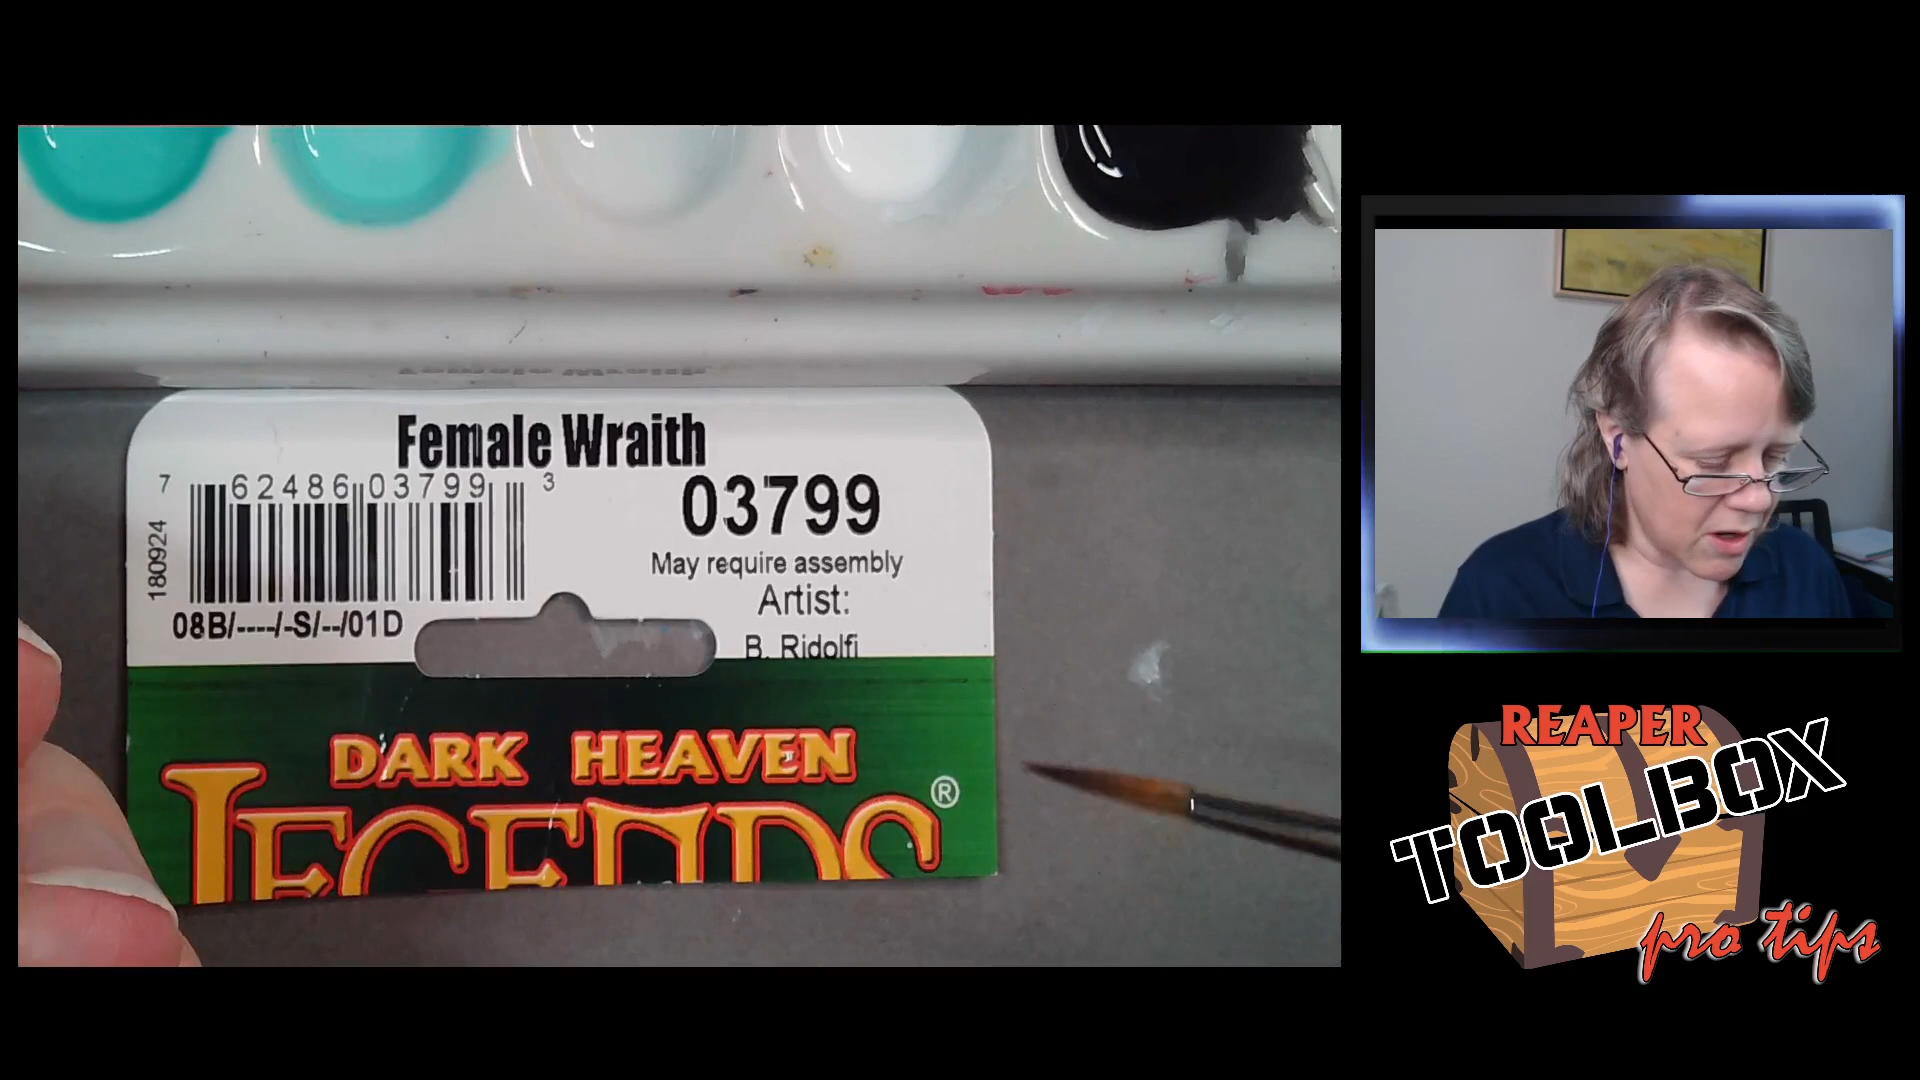 Female Wraith
7 62486 03799 3
03799
180924
May require assembly
Artist:
08B/----/-S/--/01D
B. Ridolfi
DARK HEAVEN
LEGENDS®
REAPER
TOOLBOX
pro tips